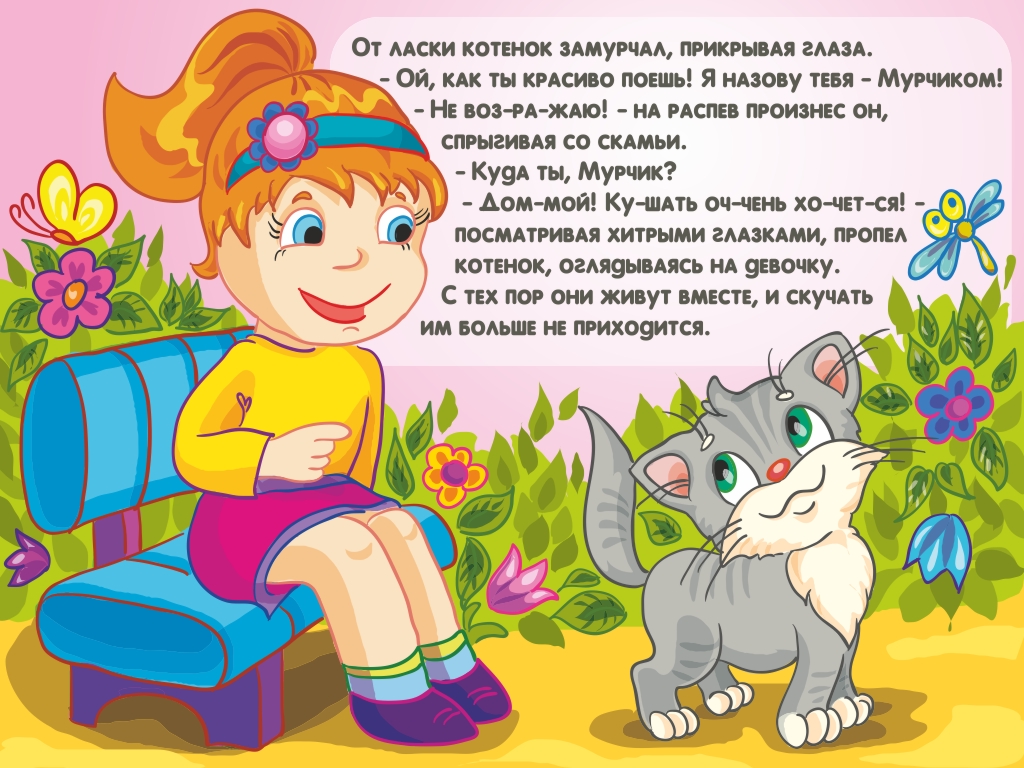 От ласки котенок замурчал, прикрывая глаза.
- Ой, как ты красиво поешь! Я назову тебя - Мурчиком!
- Не воз-ра-жаю! - на распев произнес он,
спрыгивая со скамьи.
- Куда ты, Мурчик?
- Дом-мой! Ку-шать оч-чень хо-чет-ся! -
посматривая хитрыми глазками, пропел
котенок, оглядываясь на девочку.
С тех пор они живут вместе, и скучать
им больше не приходится.